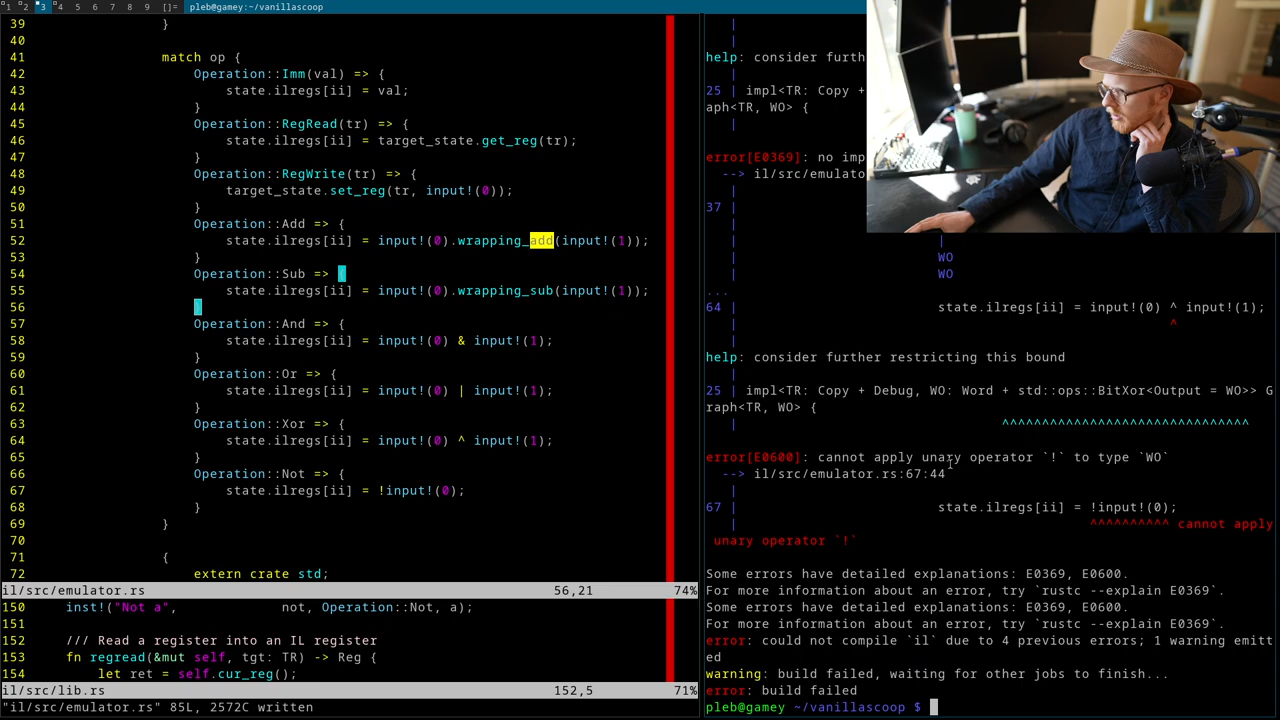 1 2 3 4 5 6 7 8 9 []= pleb@gamey:~/vanillascoop
39 }
40
41 match op {
42 Operation::Imm(val) => {
43 state.ilregs[ii] = val;
44 }
45 Operation::RegRead(tr) => {
46 state.ilregs[ii] = target_state.get_reg(tr);
47 }
48 Operation::RegWrite(tr) => {
49 target_state.set_reg(tr, input!(0));
50 }
51 Operation::Add => {
52 state.ilregs[ii] = input!(0).wrapping_add(input!(1));
53 }
54 Operation::Sub => {
55 state.ilregs[ii] = input!(0).wrapping_sub(input!(1));
56 }
57 Operation::And => {
58 state.ilregs[ii] = input!(0) & input!(1);
59 }
60 Operation::Or => {
61 state.ilregs[ii] = input!(0) | input!(1);
62 }
63 Operation::Xor => {
64 state.ilregs[ii] = input!(0) ^ input!(1);
65 }
66 Operation::Not => {
67 state.ilregs[ii] = !input!(0);
68 }
69 }
70
71 {
72 extern crate std;
il/src/emulator.rs 56,21 74%
150 inst!("Not a", not, Operation::Not, a);
151
152 /// Read a register into an IL register
153 fn regread(&mut self, tgt: TR) -> Reg {
154 let ret = self.cur_reg();
il/src/lib.rs 152,5 71%
"il/src/emulator.rs" 85L, 2572C written
|
|
help: consider furth
|
25 | impl<TR: Copy +
aph<TR, WO> {
|
error[E0369]: no imp
--> il/src/emulato
|
37 |
| |
| WO
| WO
...
64 | state.ilregs[ii] = input!(0) ^ input!(1);
| ^
|
help: consider further restricting this bound
|
25 | impl<TR: Copy + Debug, WO: Word + std::ops::BitXor<Output = WO>> G
raph<TR, WO> {
| ^^^^^^^^^^^^^^^^^^^^^^^^^^^^^^^
error[E0600]: cannot apply unary operator `!` to type `WO`
--> il/src/emulator.rs:67:44
|
67 | state.ilregs[ii] = !input!(0);
| ^^^^^^^^^^ cannot apply
unary operator `!`
Some errors have detailed explanations: E0369, E0600.
For more information about an error, try `rustc --explain E0369`.
Some errors have detailed explanations: E0369, E0600.
For more information about an error, try `rustc --explain E0369`.
error: could not compile `il` due to 4 previous errors; 1 warning emitt
ed
warning: build failed, waiting for other jobs to finish...
error: build failed
pleb@gamey ~/vanillascoop $